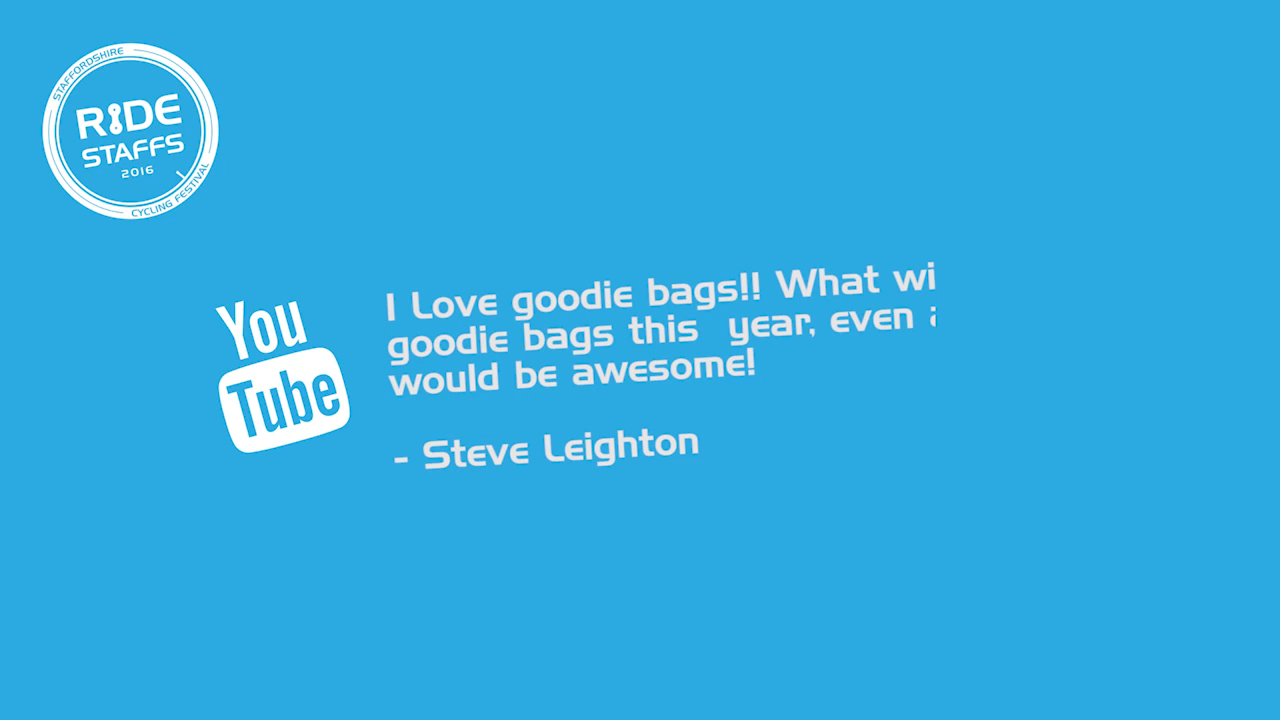 STAFFORDSHIRE
RIDE
STAFFS
2016
CYCLING FESTIVAL
You
Tube
I Love goodie bags!! What
goodie bags this year, even
would be awesome!
- Steve Leighton